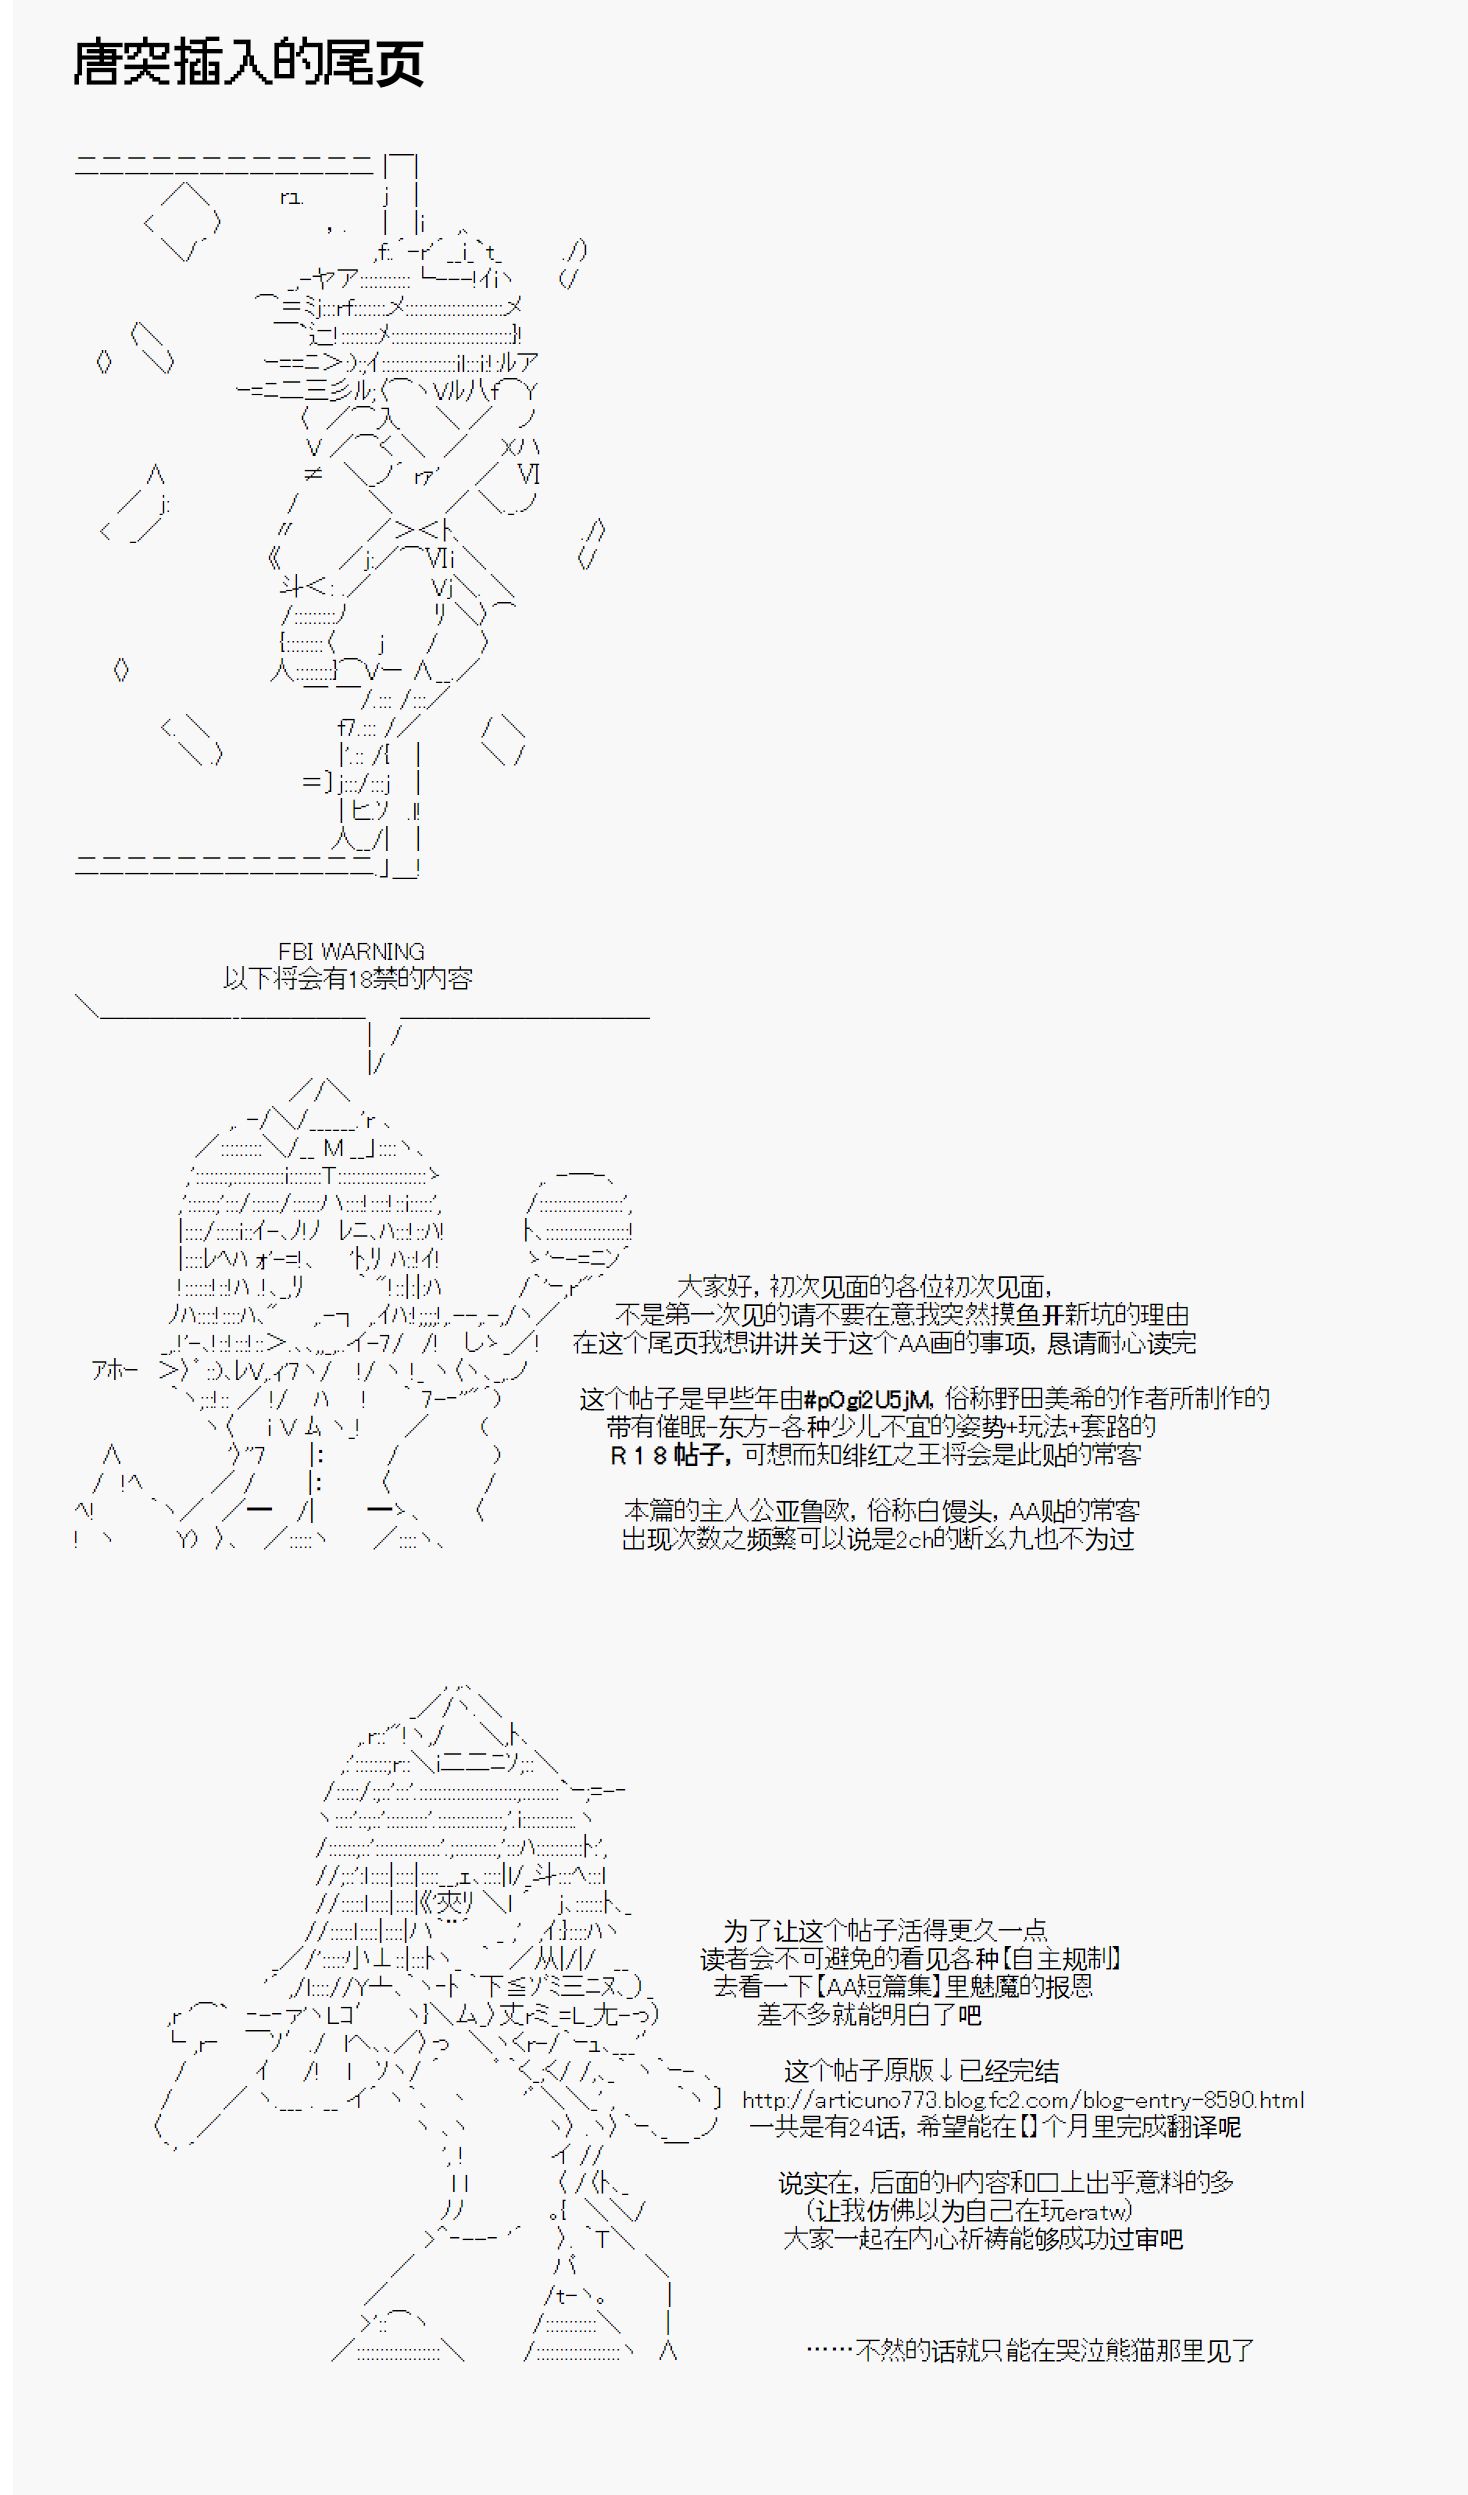 唐突插入的尾页
FBI WARNING
以下将会有18禁的内容
大家好，初次见面的各位初次见面，
不是第一次见的请不要在意我突然摸鱼开新坑的理由
在这个尾页我想讲讲关于这个AA画的事项，恳请耐心读完
アホー
这个帖子是早些年由#pOgi2U5jM，俗称野田美希的作者所制作的
带有催眠-东方-各种少儿不宜的姿势+玩法+套路的
R18帖子，可想而知绯红之王将会是此贴的常客
本篇的主人公亚鲁欧，俗称白馒头，AA贴的常客
出现次数之频繁可以说是2ch的断幺九也不为过
为了让这个帖子活得更久一点
读者会不可避免的看见各种【自主规制】
去看一下【AA短篇集】里魅魔的报恩
差不多就能明白了吧
这个帖子原版↓已经完结
http://articuno773.blog.fc2.com/blog-entry-8590.html
一共是有24话，希望能在【】个月里完成翻译呢
说实在，后面的H内容和口上出乎意料的多
（让我仿佛以为自己在玩eratw）
大家一起在内心祈祷能够成功过审吧
……不然的话就只能在哭泣熊猫那里见了